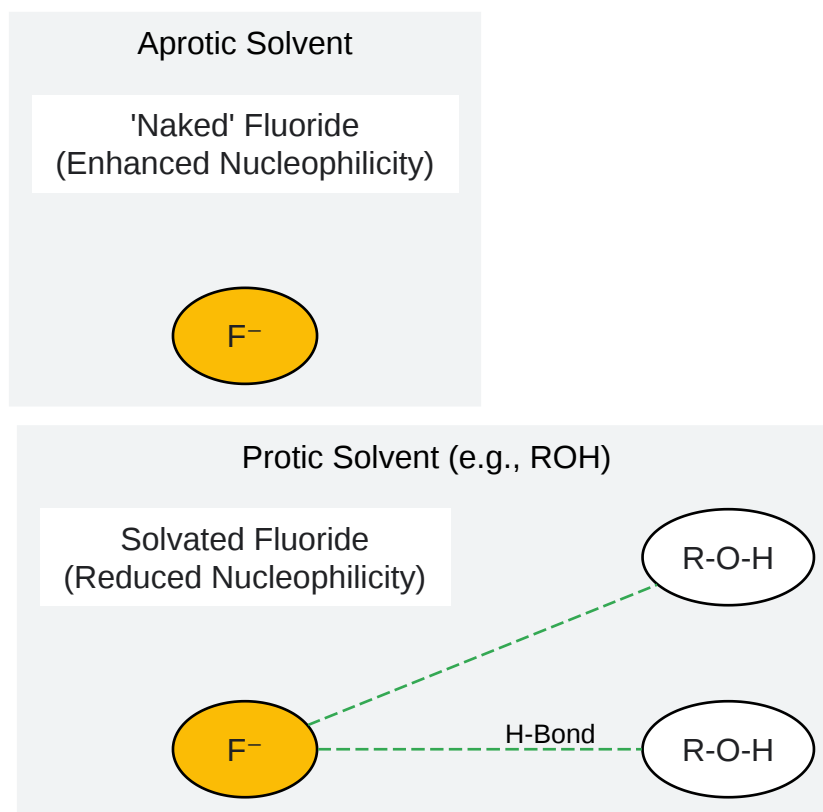 Aprotic Solvent
'Naked' Fluoride
(Enhanced Nucleophilicity)
F⁻
Protic Solvent (e.g., ROH)
Solvated Fluoride
(Reduced Nucleophilicity)
R-O-H
F⁻
H-Bond
R-O-H